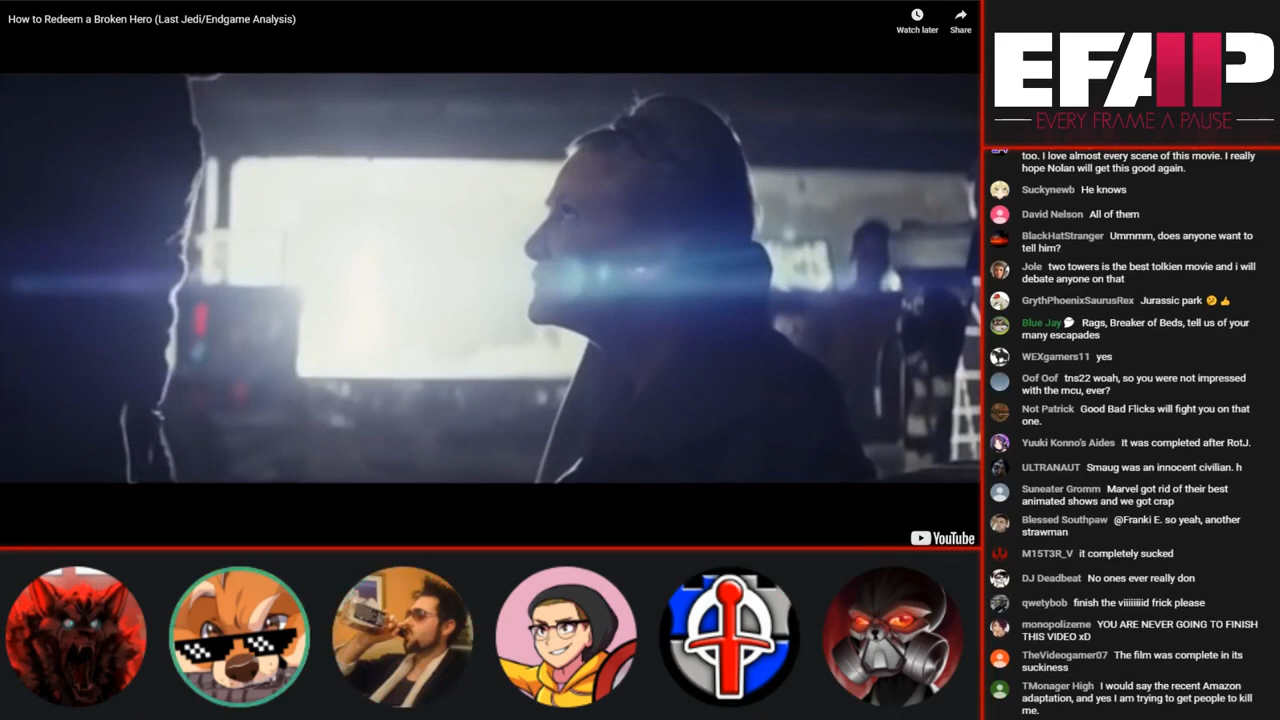 How to Redeem a Broken Hero (Last Jedi/Endgame Analysis)
Watch later
Share
YouTube
EFAP
EVERY FRAME A PAUSE
too. I love almost every scene of this movie. I really
hope Nolan will get this good again.
Suckynewb He knows
David Nelson All of them
BlackHatStranger Ummmm, does anyone want to
tell him?
Jole two towers is the best tolkien movie and i will
debate anyone on that
GrythPhoenixSaurusRex Jurassic park 🤔👍
Blue Jay Rags, Breaker of Beds, tell us of your
many escapades
WEXgamers11 yes
Oof Oof tns22 woah, so you were not impressed
with the mcu, ever?
Not Patrick Good Bad Flicks will fight you on that
one.
Yuuki Konno's Aides It was completed after RotJ.
ULTRANAUT Smaug was an innocent civilian. h
Suneater Gromm Marvel got rid of their best
animated shows and we got crap
Blessed Southpaw @Franki E. so yeah, another
strawman
M15T3R_V it completely sucked
DJ Deadbeat No ones ever really don
qwetybob finish the viiiiiiid frick please
monopolizeme YOU ARE NEVER GOING TO FINISH
THIS VIDEO xD
TheVideogamer07 The film was complete in its
suckiness
TMonager High I would say the recent Amazon
adaptation, and yes I am trying to get people to kill
me.